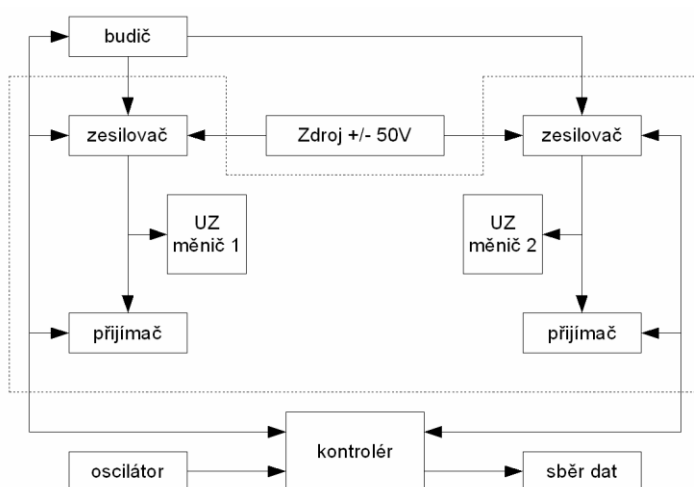 budič
zesilovač
Zdroj +/- 50V
zesilovač
UZ
měnič 1
UZ
měnič 2
přijímač
přijímač
kontrolér
oscilátor
sběr dat